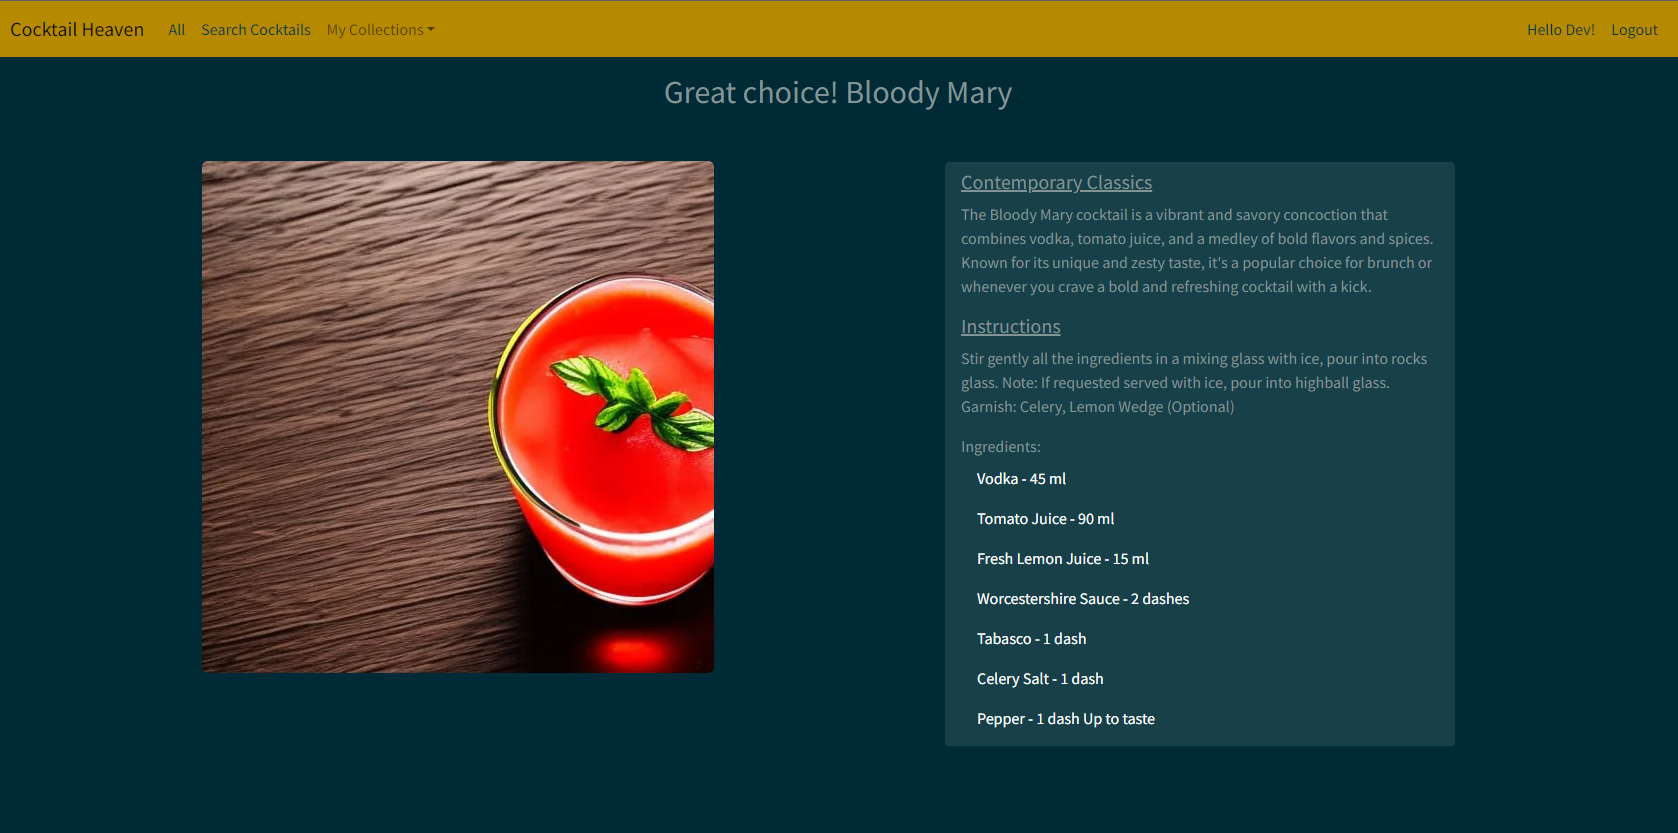 Cocktail Heaven All Search Cocktails My Collections Hello Dev! Logout
Great choice! Bloody Mary
Contemporary Classics
The Bloody Mary cocktail is a vibrant and savory concoction that
combines vodka, tomato juice, and a medley of bold flavors and spices.
Known for its unique and zesty taste, it's a popular choice for brunch or
whenever you crave a bold and refreshing cocktail with a kick.
Instructions
Stir gently all the ingredients in a mixing glass with ice, pour into rocks
glass. Note: If requested served with ice, pour into highball glass.
Garnish: Celery, Lemon Wedge (Optional)
Ingredients:
Vodka - 45 ml
Tomato Juice - 90 ml
Fresh Lemon Juice - 15 ml
Worcestershire Sauce - 2 dashes
Tabasco - 1 dash
Celery Salt - 1 dash
Pepper - 1 dash Up to taste